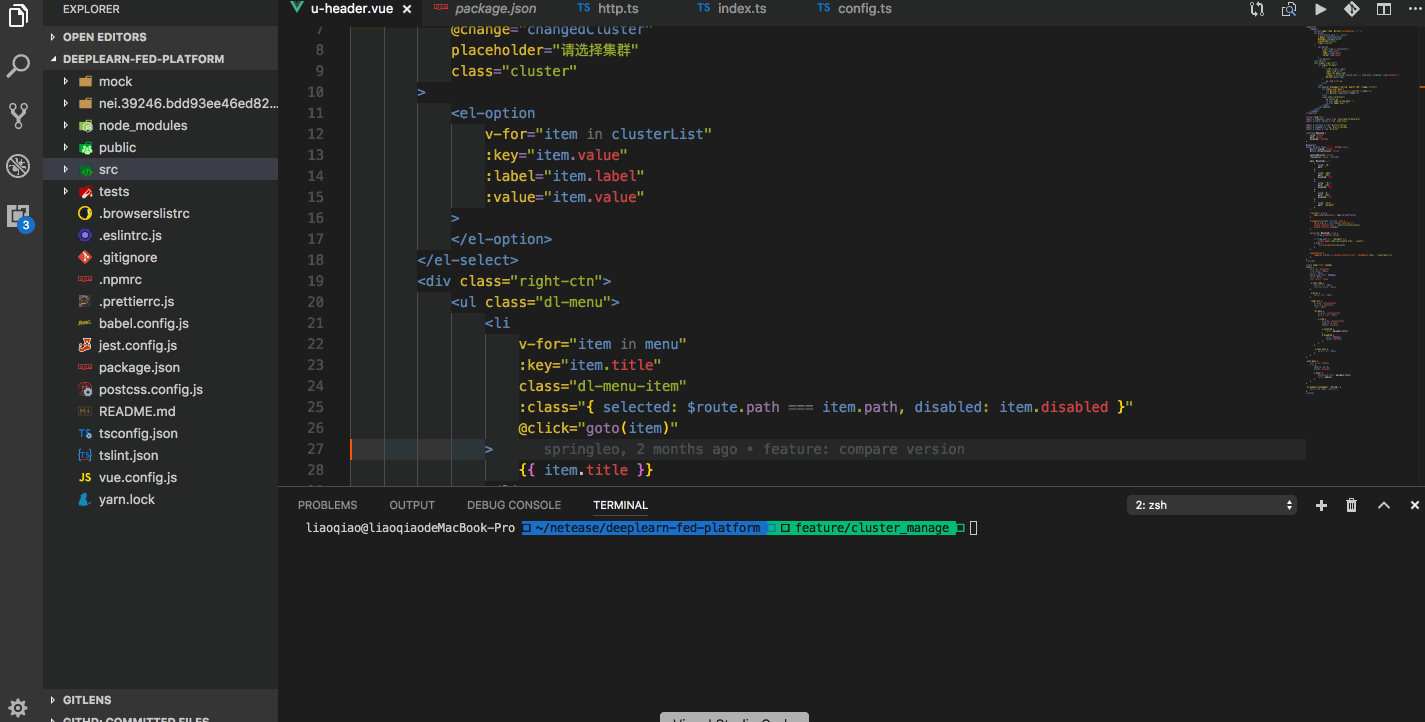 EXPLORER
OPEN EDITORS
DEEPLEARN-FED-PLATFORM
mock
nei.39246.bdd93ee46ed82...
node_modules
public
src
tests
.browserslistrc
.eslintrc.js
.gitignore
.npmrc
.prettierrc.js
babel.config.js
jest.config.js
package.json
postcss.config.js
README.md
tsconfig.json
tslint.json
vue.config.js
yarn.lock
GITLENS
GITHD: COMMITTED FILES
3
u-header.vue
package.json
TS http.ts
TS index.ts
TS config.ts
7 @change="changedCluster"
8 placeholder="请选择集群"
9 class="cluster"
10 >
11 <el-option
12 v-for="item in clusterList"
13 :key="item.value"
14 :label="item.label"
15 :value="item.value"
16 >
17 </el-option>
18 </el-select>
19 <div class="right-ctn">
20 <ul class="dl-menu">
21 <li
22 v-for="item in menu"
23 :key="item.title"
24 class="dl-menu-item"
25 :class="{ selected: $route.path === item.path, disabled: item.disabled }"
26 @click="goto(item)"
27 > springleo, 2 months ago • feature: compare version
28 {{ item.title }}
PROBLEMS OUTPUT DEBUG CONSOLE TERMINAL 2: zsh
liaoqiao@liaoqiaodeMacBook-Pro ~/netease/deeplearn-fed-platform feature/cluster_manage